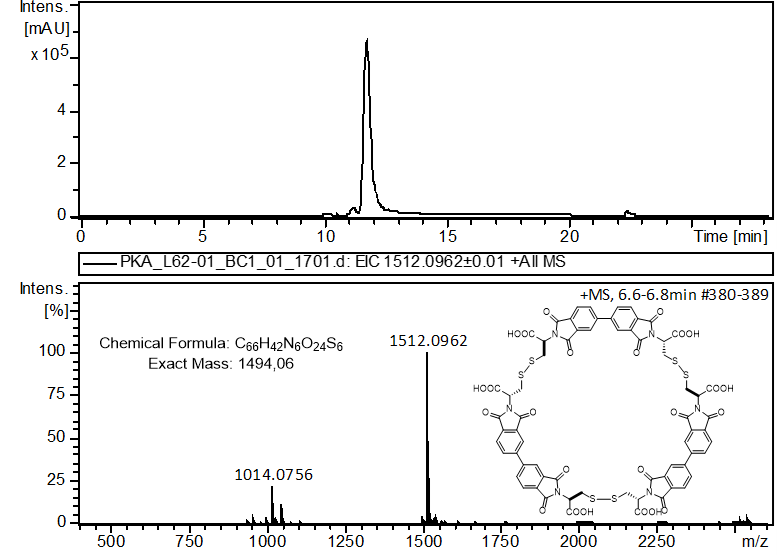 Intens.
[mAU]
x10⁵
4
2
0
0 5 10 15 20 Time [min]
PKA_L62-01_BC1_01_1701.d: EIC 1512.0962±0.01 +All MS
Intens.
[%]
100
75
50
25
0
+MS, 6.6-6.8min #380-389
Chemical Formula: C₆₆H₄₂N₆O₂₄S₆
Exact Mass: 1494,06
1512.0962
1014.0756
500 750 1000 1250 1500 1750 2000 2250 m/z
O O O O
HOOC N N COOH
O O
S S
S S
HOOC COOH
N N
O O O O
O O
N S S N
O COOH COOH O